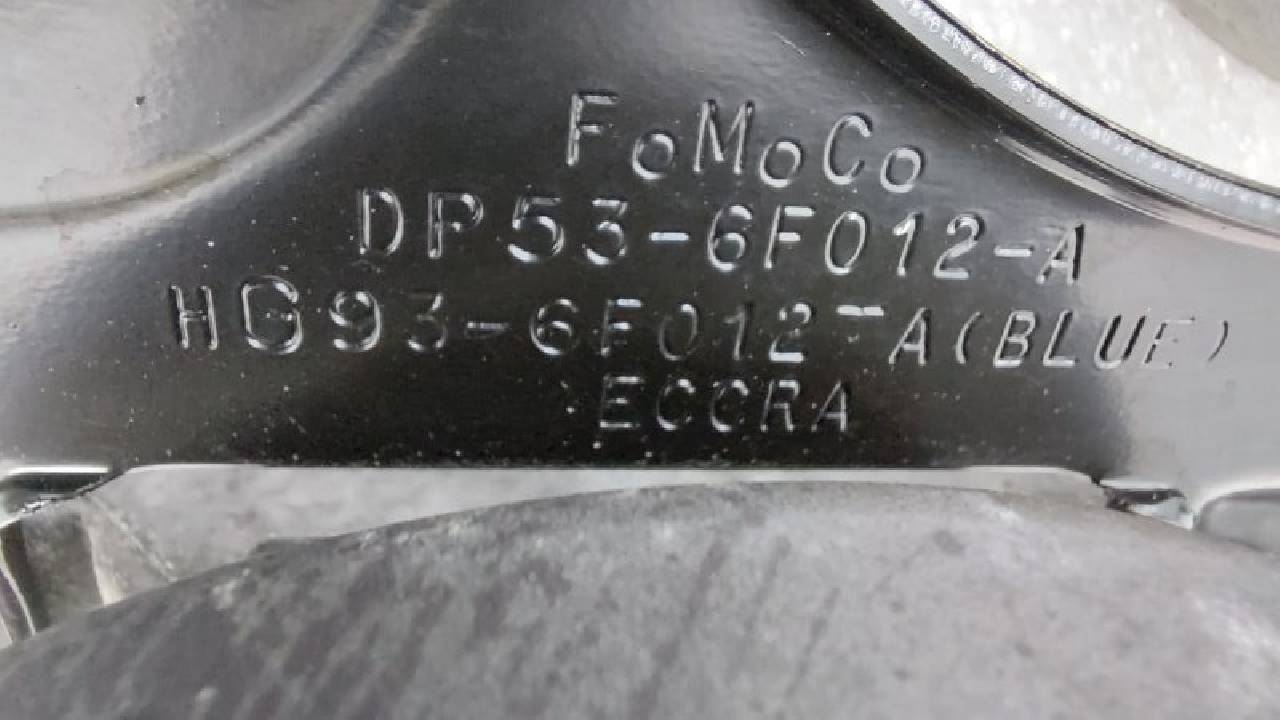 FoMoCo
DP53-6F012-A
HG93-6F012-A(BLUE)
ECCRA